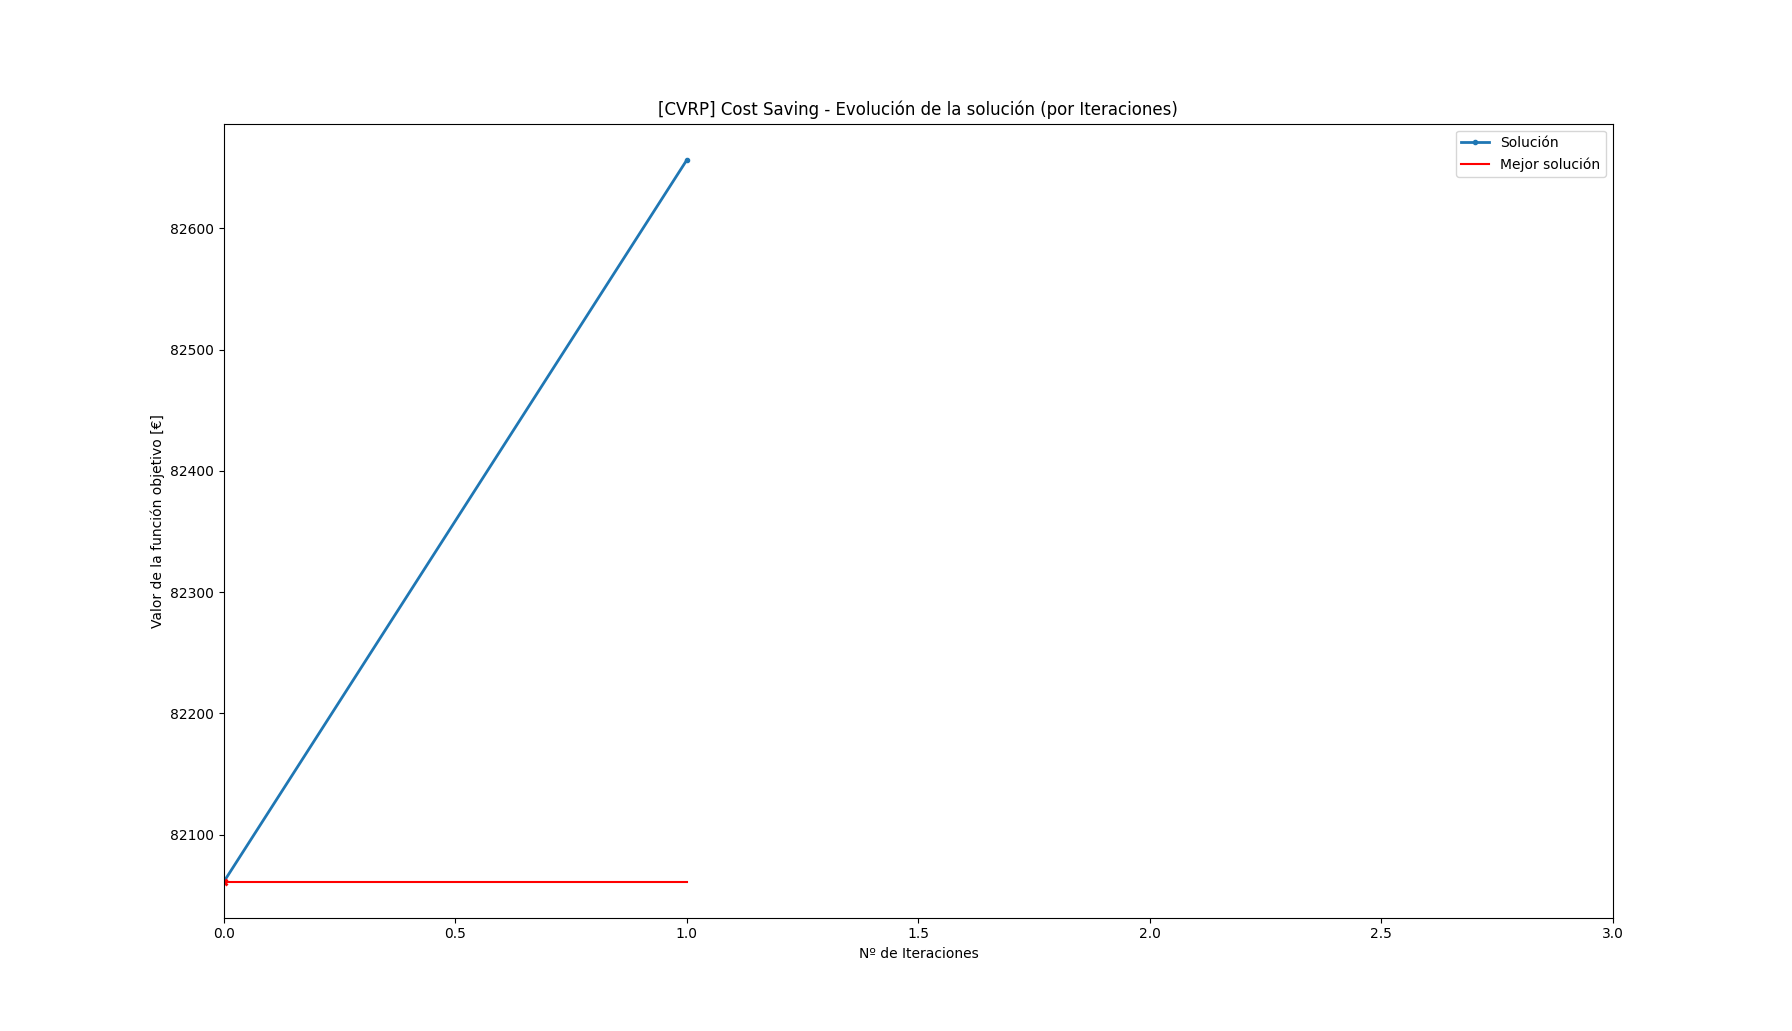 [CVRP] Cost Saving - Evolución de la solución (por Iteraciones)
Solución
Mejor solución
Valor de la función objetivo [€]
82600
82500
82400
82300
82200
82100
0.0 0.5 1.0 1.5 2.0 2.5 3.0
Nº de Iteraciones